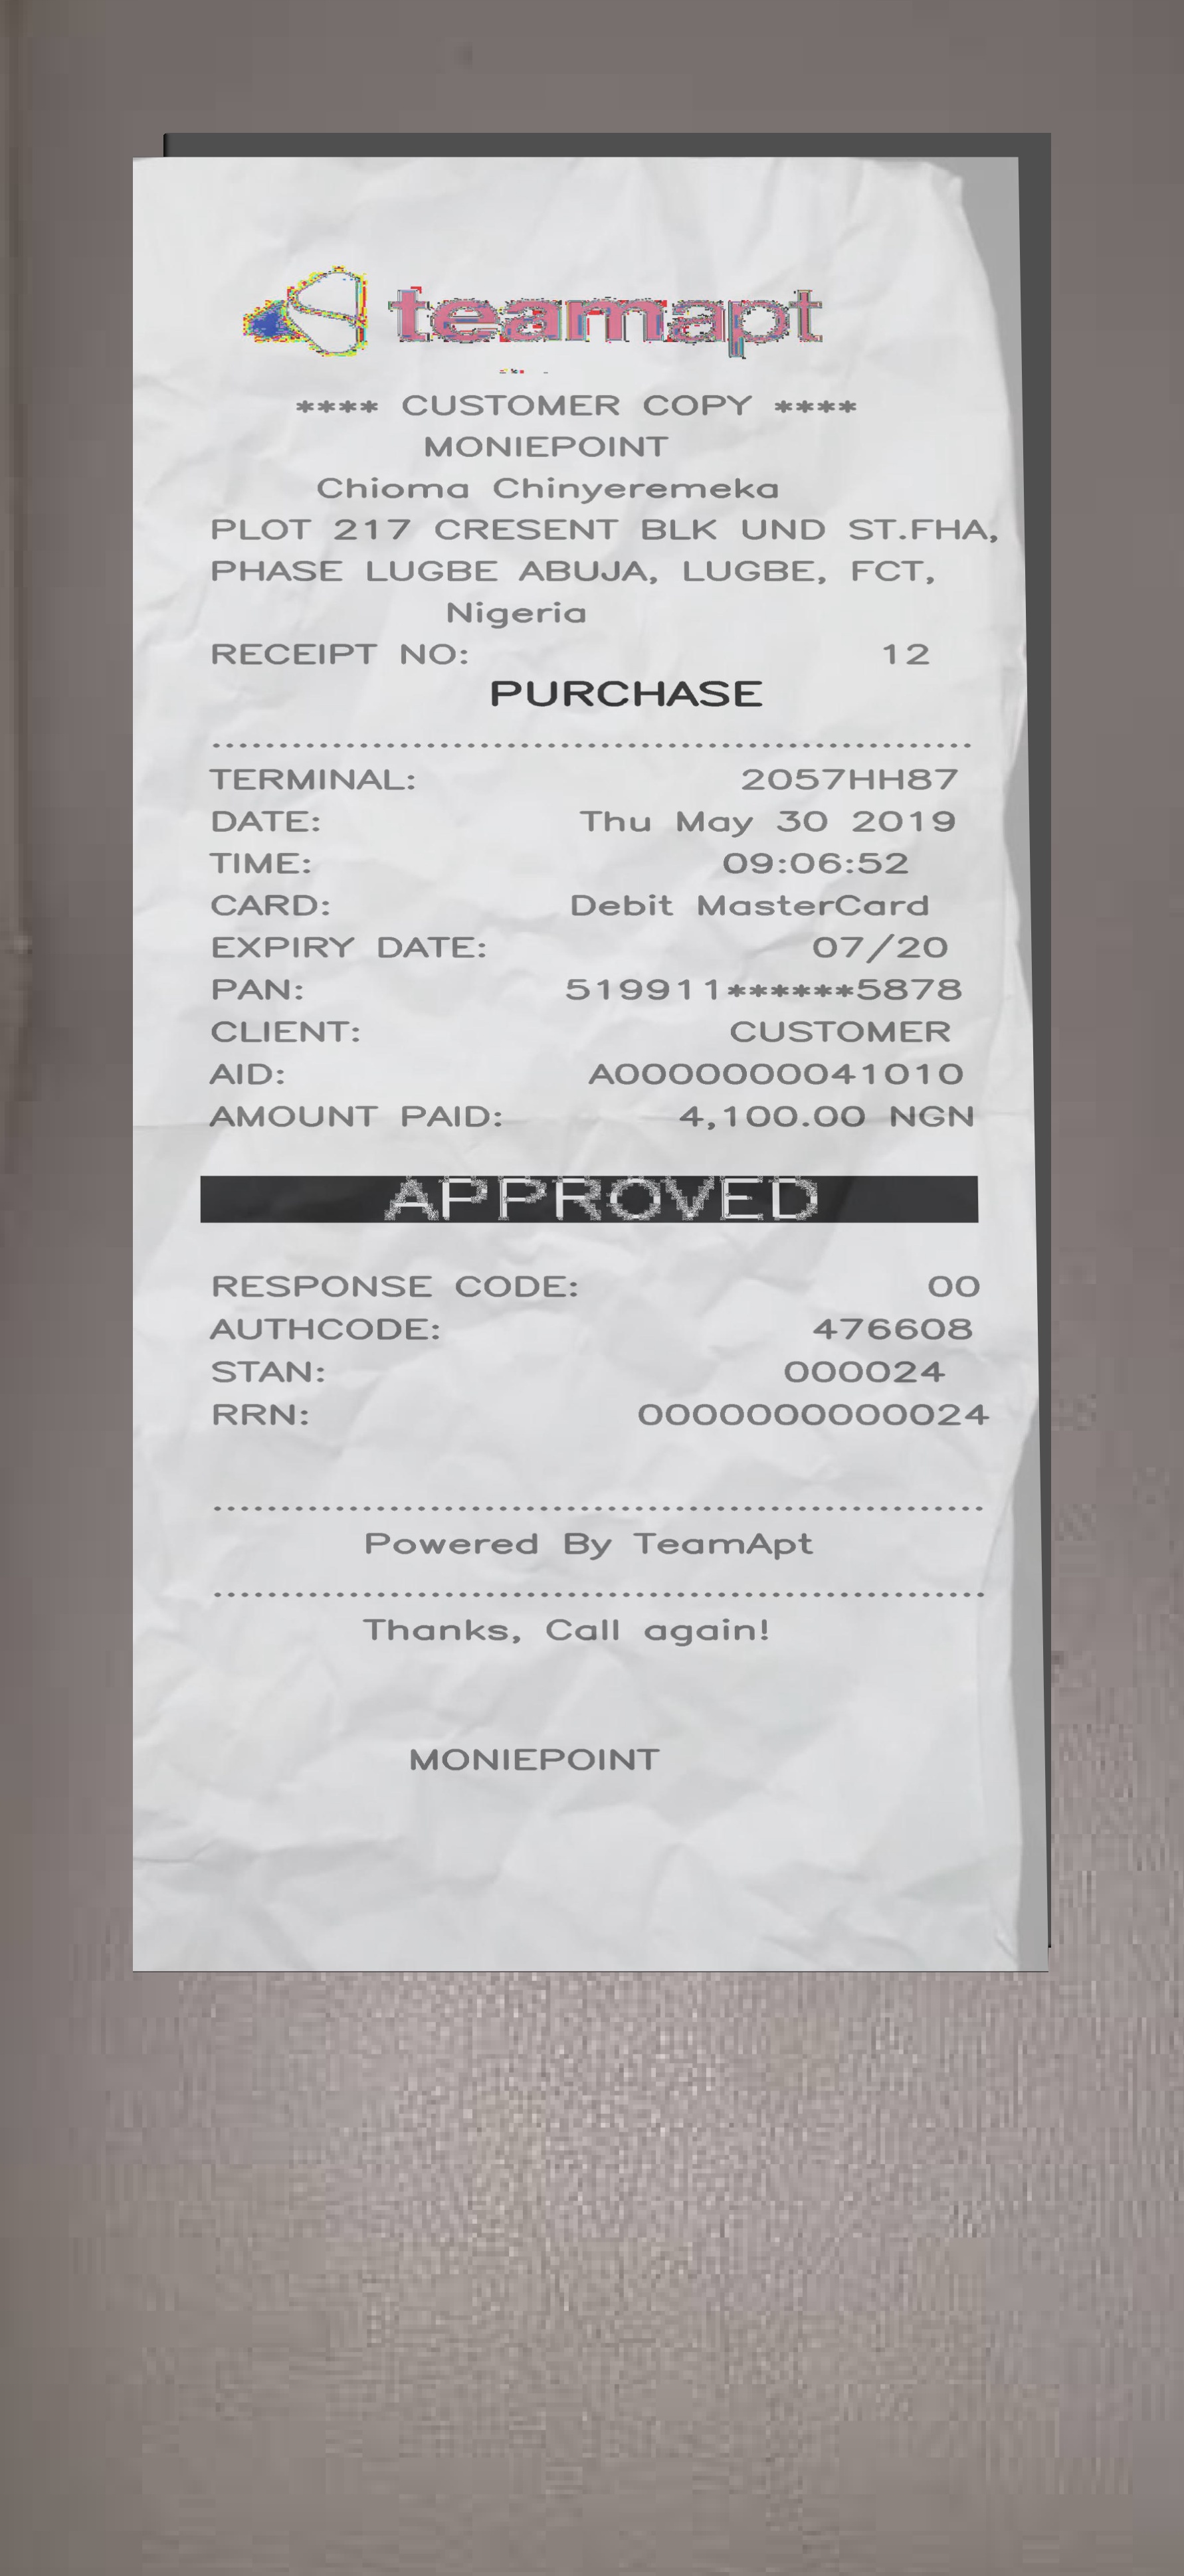 teamapt
**** CUSTOMER COPY ****
MONIEPOINT
Chioma Chinyeremeka
PLOT 217 CRESENT BLK UND ST.FHA,
PHASE LUGBE ABUJA, LUGBE, FCT,
Nigeria
RECEIPT NO: 12
PURCHASE
TERMINAL: 2057HH87
DATE: Thu May 30 2019
TIME: 09:06:52
CARD: Debit MasterCard
EXPIRY DATE: 07/20
PAN: 519911******5878
CLIENT: CUSTOMER
AID: A0000000041010
AMOUNT PAID: 4,100.00 NGN
APPROVED
RESPONSE CODE: 00
AUTHCODE: 476608
STAN: 000024
RRN: 0000000000024
Powered By TeamApt
Thanks, Call again!
MONIEPOINT